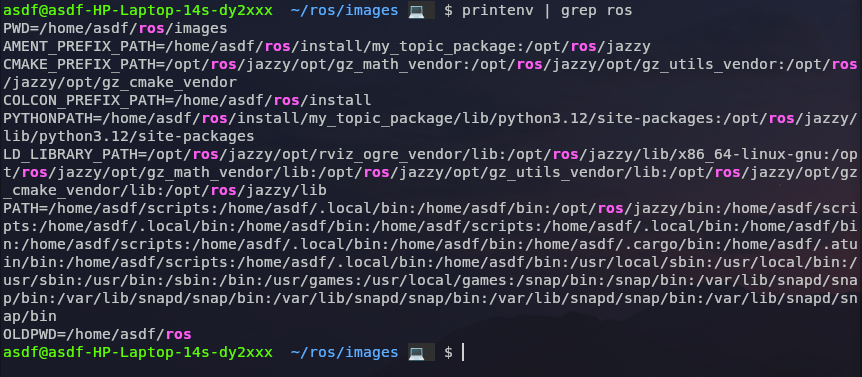 asdf@asdf-HP-Laptop-14s-dy2xxx  ~/ros/images 💻  $ printenv | grep ros
PWD=/home/asdf/ros/images
AMENT_PREFIX_PATH=/home/asdf/ros/install/my_topic_package:/opt/ros/jazzy
CMAKE_PREFIX_PATH=/opt/ros/jazzy/opt/gz_math_vendor:/opt/ros/jazzy/opt/gz_utils_vendor:/opt/ros
/jazzy/opt/gz_cmake_vendor
COLCON_PREFIX_PATH=/home/asdf/ros/install
PYTHONPATH=/home/asdf/ros/install/my_topic_package/lib/python3.12/site-packages:/opt/ros/jazzy/
lib/python3.12/site-packages
LD_LIBRARY_PATH=/opt/ros/jazzy/opt/rviz_ogre_vendor/lib:/opt/ros/jazzy/lib/x86_64-linux-gnu:/op
t/ros/jazzy/opt/gz_math_vendor/lib:/opt/ros/jazzy/opt/gz_utils_vendor/lib:/opt/ros/jazzy/opt/gz
_cmake_vendor/lib:/opt/ros/jazzy/lib
PATH=/home/asdf/scripts:/home/asdf/.local/bin:/home/asdf/bin:/opt/ros/jazzy/bin:/home/asdf/scri
pts:/home/asdf/.local/bin:/home/asdf/bin:/home/asdf/scripts:/home/asdf/.local/bin:/home/asdf/bi
n:/home/asdf/scripts:/home/asdf/.local/bin:/home/asdf/bin:/home/asdf/.cargo/bin:/home/asdf/.atu
in/bin:/home/asdf/scripts:/home/asdf/.local/bin:/home/asdf/bin:/usr/local/sbin:/usr/local/bin:/
usr/sbin:/usr/bin:/sbin:/bin:/usr/games:/usr/local/games:/snap/bin:/snap/bin:/var/lib/snapd/sna
p/bin:/var/lib/snapd/snap/bin:/var/lib/snapd/snap/bin:/var/lib/snapd/snap/bin:/var/lib/snapd/sn
ap/bin
OLDPWD=/home/asdf/ros
asdf@asdf-HP-Laptop-14s-dy2xxx  ~/ros/images 💻  $